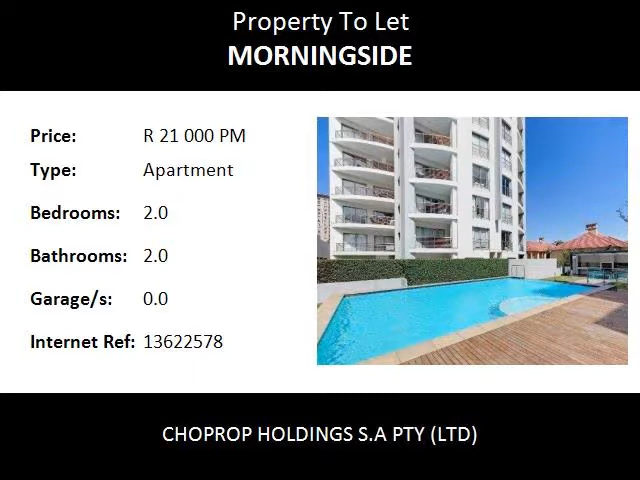 Property To Let
MORNINGSIDE
Price: R 21 000 PM
Type: Apartment
Bedrooms: 2.0
Bathrooms: 2.0
Garage/s: 0.0
Internet Ref: 13622578
CHOPROP HOLDINGS S.A PTY (LTD)